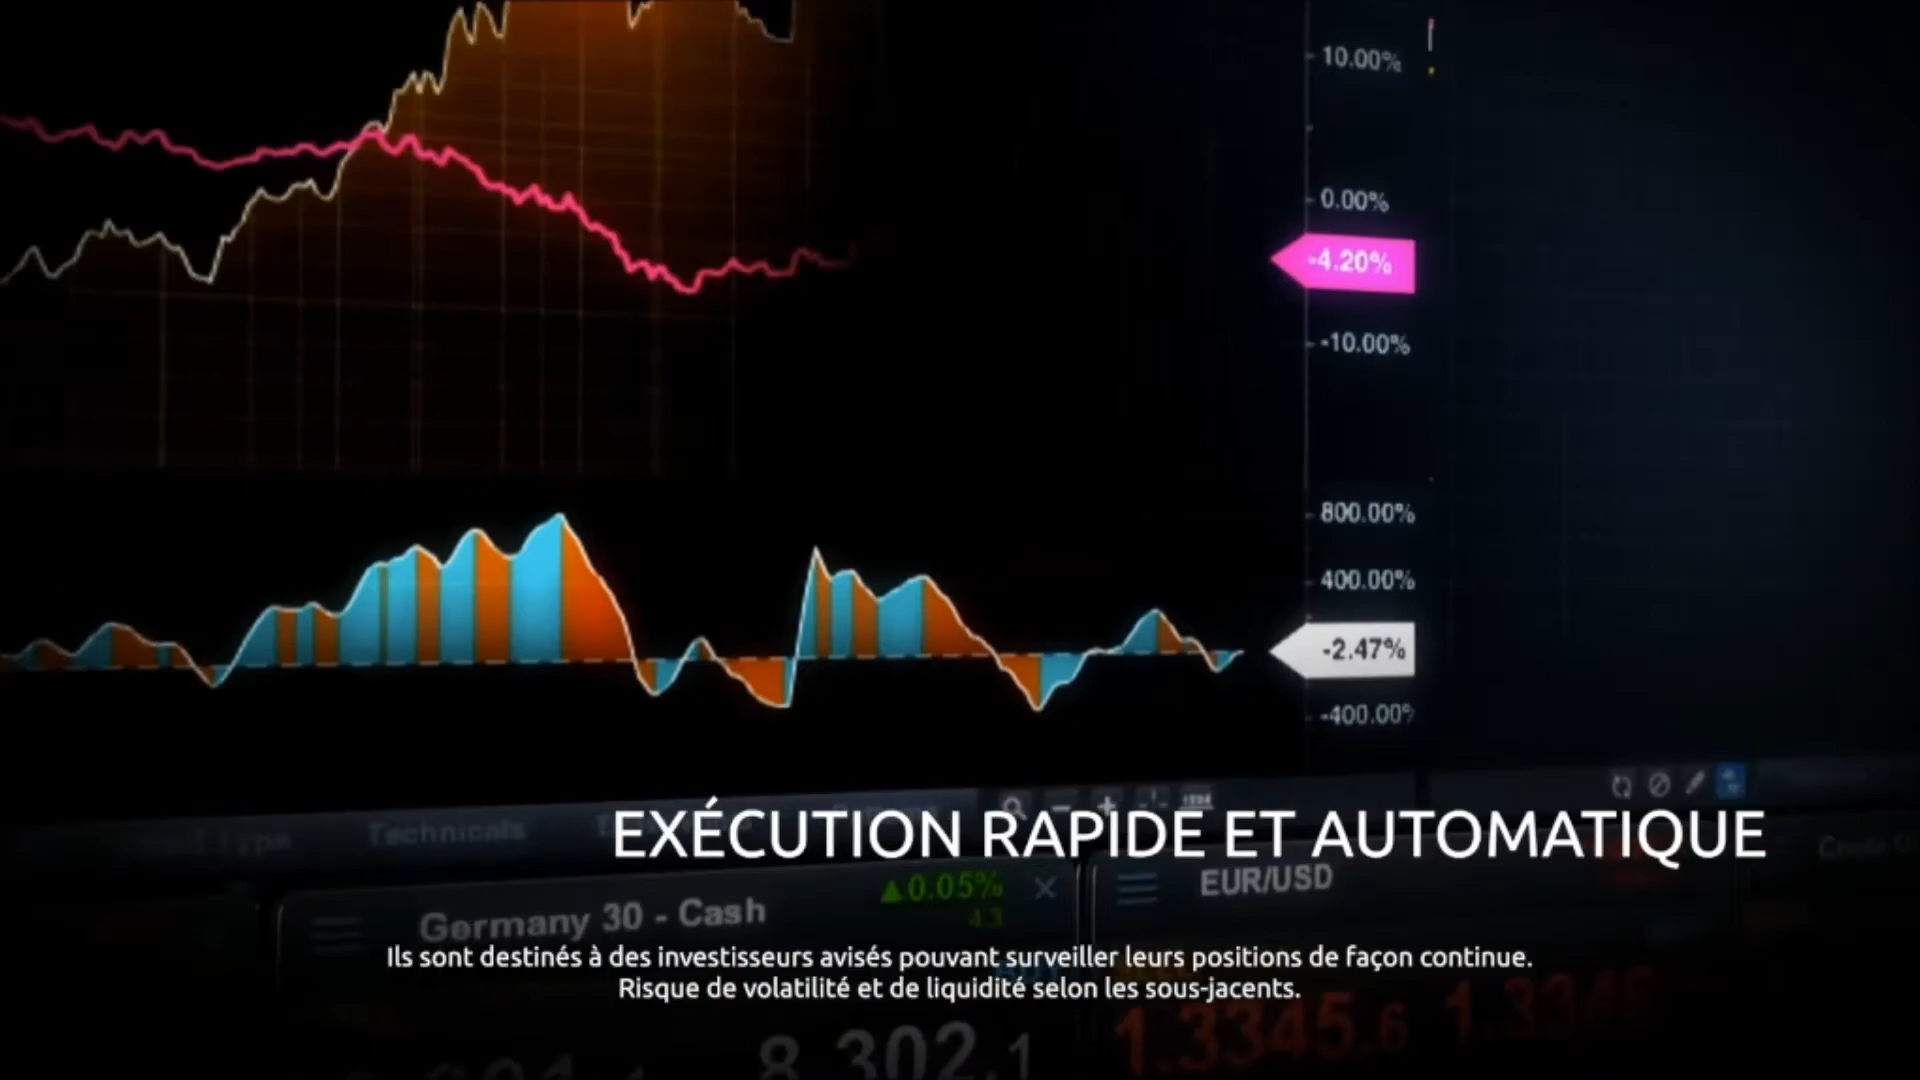 10.00%
0.00%
-4.20%
-10.00%
800.00%
400.00%
-2.47%
-400.00%
Technicals
EXÉCUTION RAPIDE ET AUTOMATIQUE
Germany 30 - Cash
▲0.05%
4.3
EUR/USD
Ils sont destinés à des investisseurs avisés pouvant surveiller leurs positions de façon continue.
Risque de volatilité et de liquidité selon les sous-jacents.
8 302.1
1.3345.6